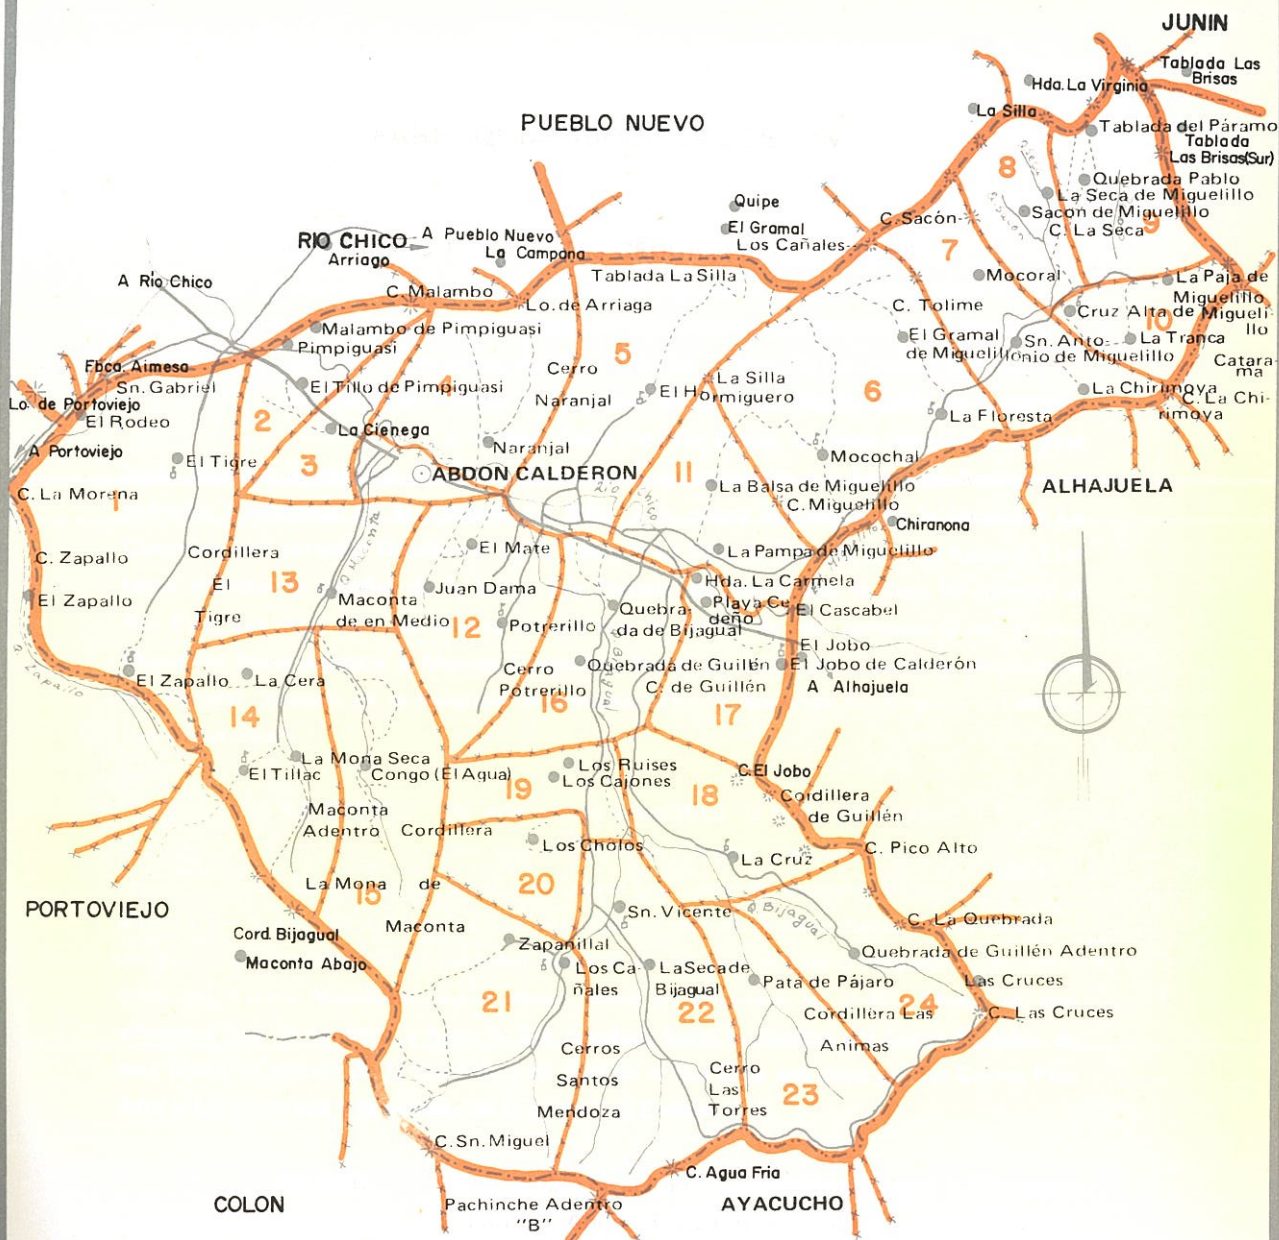 JUNIN
Tablada Las
Brisas
Hda. La Virginia
La Silla
PUEBLO NUEVO
Tablada del Páramo
Tablada
Las Brisas(Sur)
8
Quebrada Pablo
La Seca de Miguelillo
Sacon de Miguelillo
C. La Seca
9
Quipe
El Gramal
Los Cañales
C. Sacón
7
RIO CHICO
Arriago
A Pueblo Nuevo
La Campana
A Río Chico
Tablada La Silla
Mocoral
La Paja de
Miguelillo
C. Malambo
Lo. de Arriaga
C. Tolime
Cruz Alta de Migueli-
llo
10
Malambo de Pimpiguasi
Pimpiguasi
El Gramal
de Miguelillo
Sn. Anto-
nio de Miguelillo
La Tranca
Catara-
ma
5
Fbca. Aimesa
Sn. Gabriel
Cerro
Naranjal
4
El Tillo de Pimpiguasi
La Silla
El Hormiguero
6
La Chirimoya
C. La Chi-
rimoya
Lo. de Portoviejo
El Rodeo
2
La Cienega
La Floresta
A Portoviejo
El Tigre
3
Naranjal
Mocochal
ABDON CALDERON
11
C. La Morena
1
La Balsa de Miguelillo
C. Miguelillo
ALHAJUELA
Río Chico
Chiranona
Q. Maconta
El Mate
La Pampa de Miguelillo
C. Zapallo
Cordillera
El
Tigre
13
El Zapallo
Maconta
de en Medio
Juan Dama
12
Potrerillo
Hda. La Carmela
Playa Ce-
deño
El Cascabel
Quebra-
da de Bijagual
Q. Bijagual
El Jobo
El Jobo de Calderón
Quebrada de Guillén
Q. Zapallo
El Zapallo
La Cera
Cerro
Potrerillo
C. de Guillén
A Alhajuela
14
16
17
La Mona Seca
El Tillac
Congo (El Agua)
Los Ruises
Los Cajones
19
18
C. El Jobo
Cordillera
de Guillén
Maconta
Adentro
Cordillera
Los Cholos
La Cruz
C. Pico Alto
La Mona de
15
20
PORTOVIEJO
Maconta
Sn. Vicente
Q. Bijagual
C. La Quebrada
Cord. Bijagual
Maconta Abajo
Zapanillal
Quebrada de Guillén Adentro
Los Ca-
ñales
La Seca de
Bijagual
Pata de Pájaro
Las Cruces
21
22
24
Cordillera Las
Animas
C. Las Cruces
Cerros
Santos
Mendoza
Cerro
Las
Torres
23
C. Sn. Miguel
C. Agua Fria
COLON
Pachinche Adentro
"B"
AYACUCHO